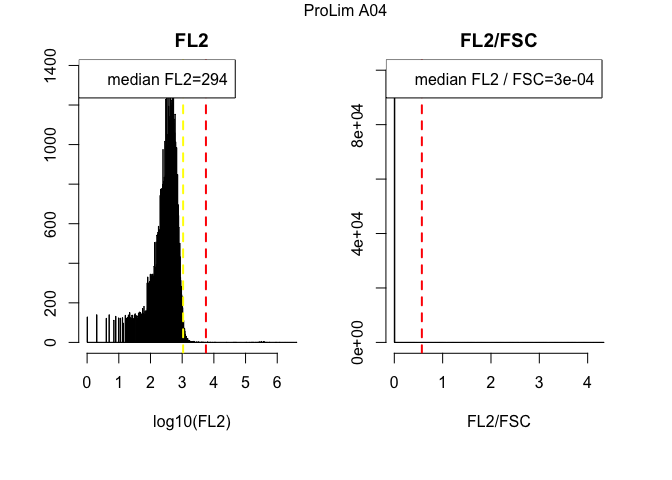 ProLim A04
FL2
median FL2=294
0 200 600 1000 1400
0 1 2 3 4 5 6
log10(FL2)
FL2/FSC
median FL2 / FSC=3e-04
0e+00 4e+04 8e+04
0 1 2 3 4
FL2/FSC